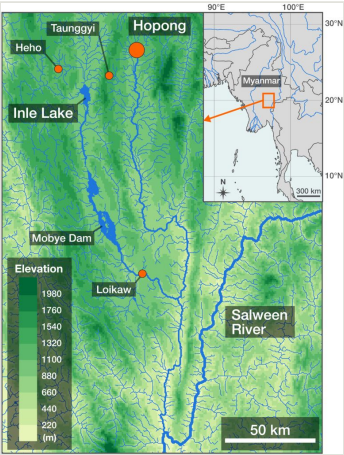 90°E
100°E
30°N
Taunggyi
Hopong
Heho
Myanmar
20°N
Inle Lake
10°N
N
300 km
Mobye Dam
Elevation
1980
1760
1540
1320
1100
880
660
440
220
(m)
Loikaw
Salween
River
50 km